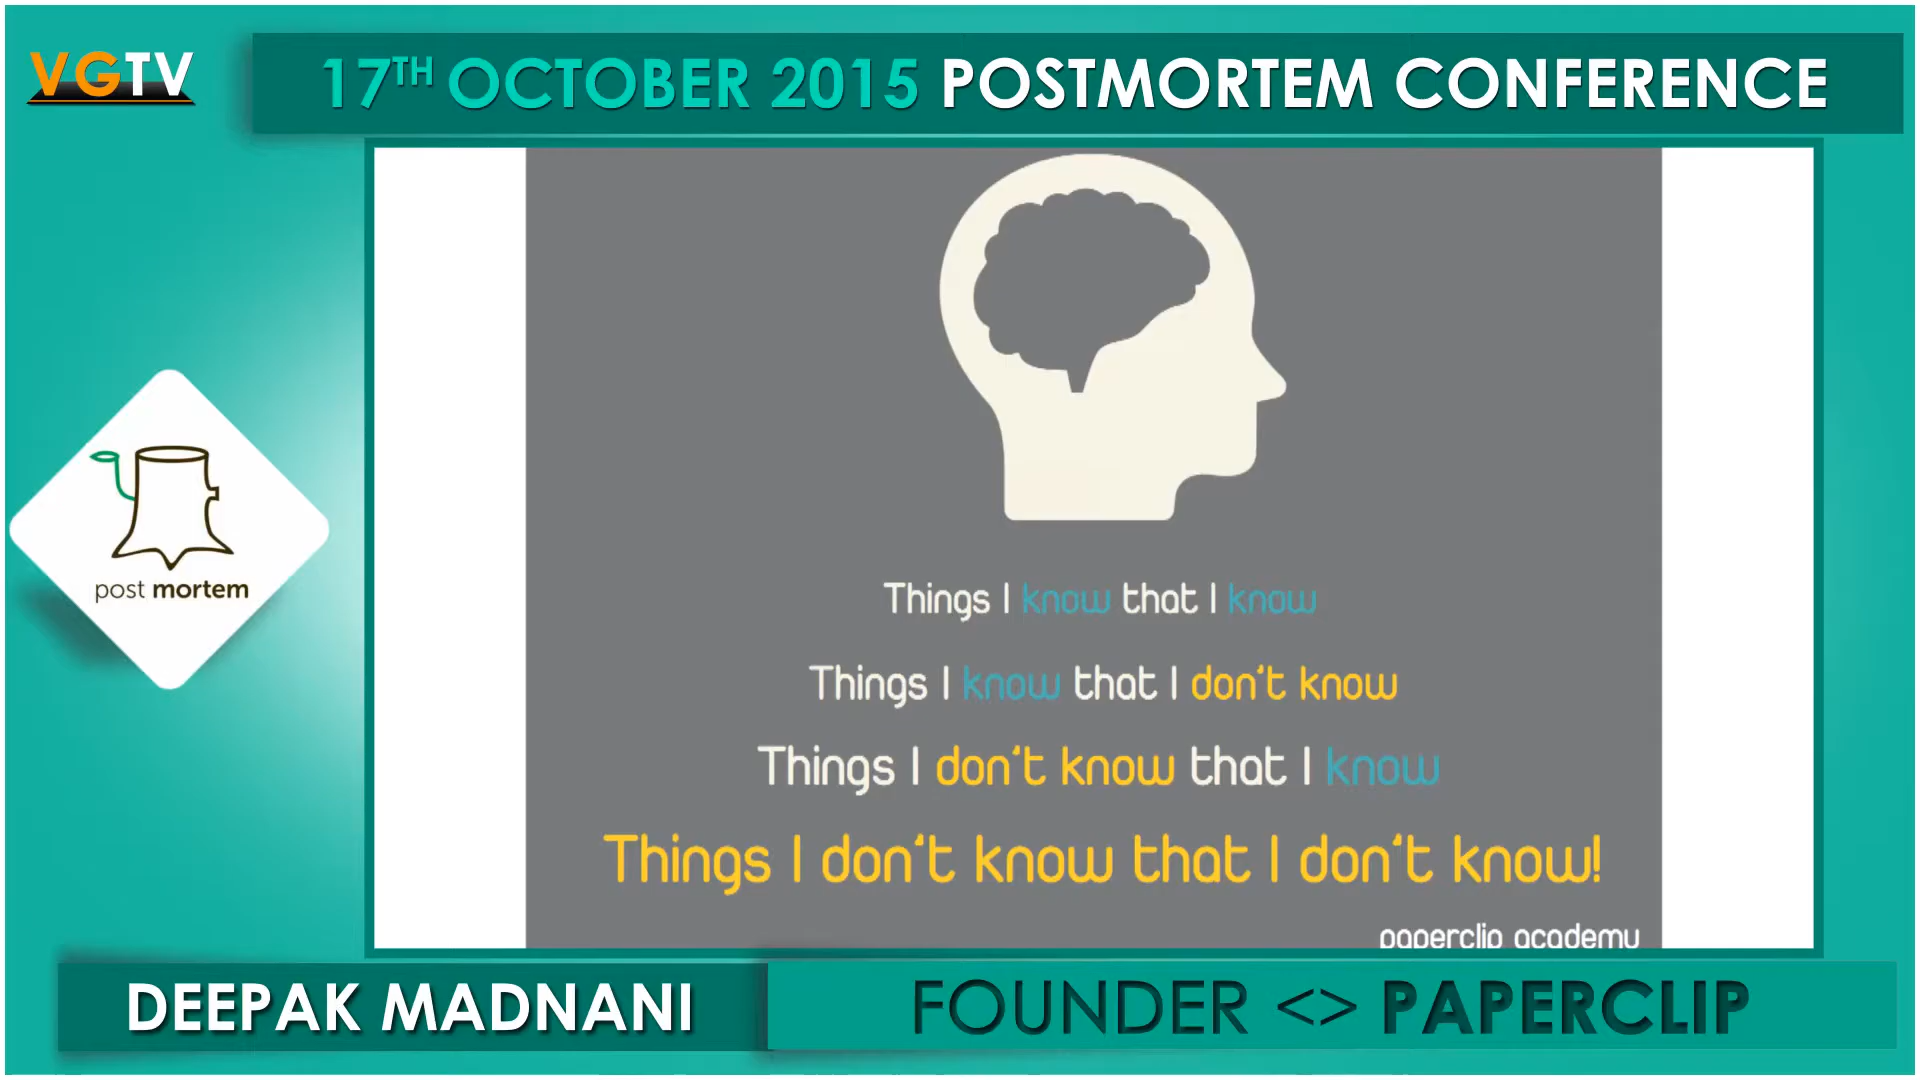 VGTV
17TH OCTOBER 2015 POSTMORTEM CONFERENCE
post mortem
Things I know that I know
Things I know that I don't know
Things I don't know that I know
Things I don't know that I don't know!
paperclip academy
DEEPAK MADNANI
FOUNDER <> PAPERCLIP